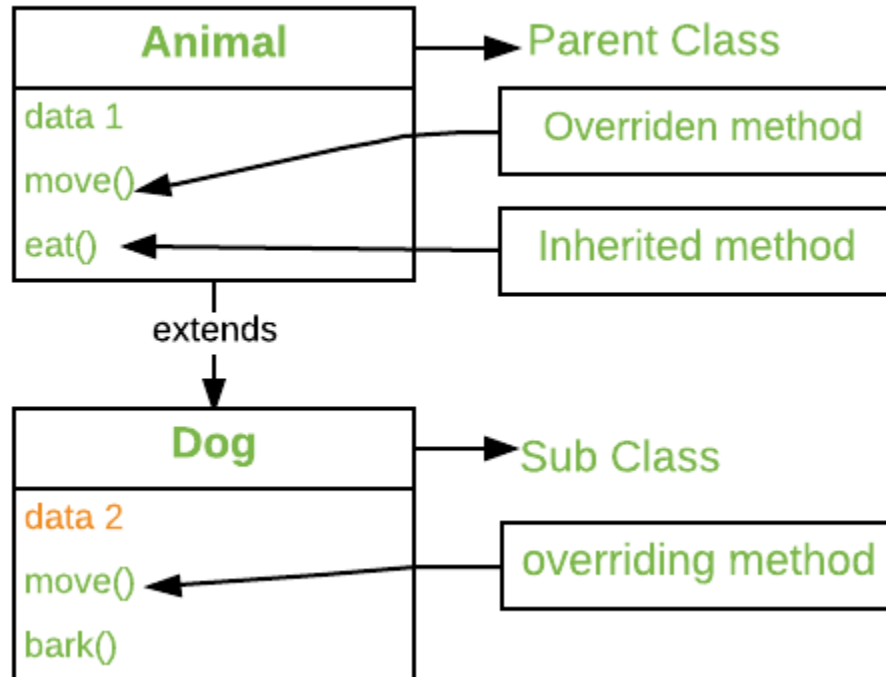 Animal
Parent Class
data 1
Overriden method
move()
eat()
Inherited method
extends
Dog
Sub Class
data 2
move()
overriding method
bark()